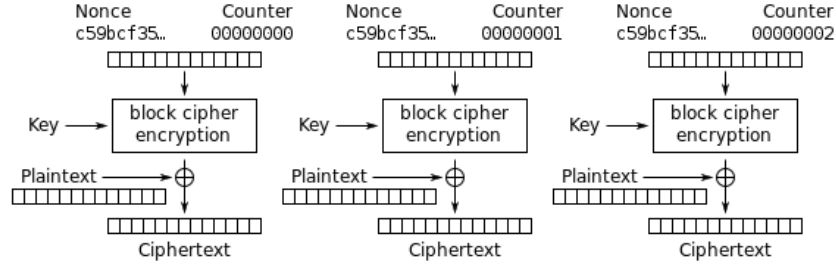 Nonce Counter Nonce Counter Nonce Counter
c59bcf35… 00000000 c59bcf35… 00000001 c59bcf35… 00000002
block cipher block cipher block cipher
Key Key Key
encryption encryption encryption
Plaintext Plaintext Plaintext
Ciphertext Ciphertext Ciphertext